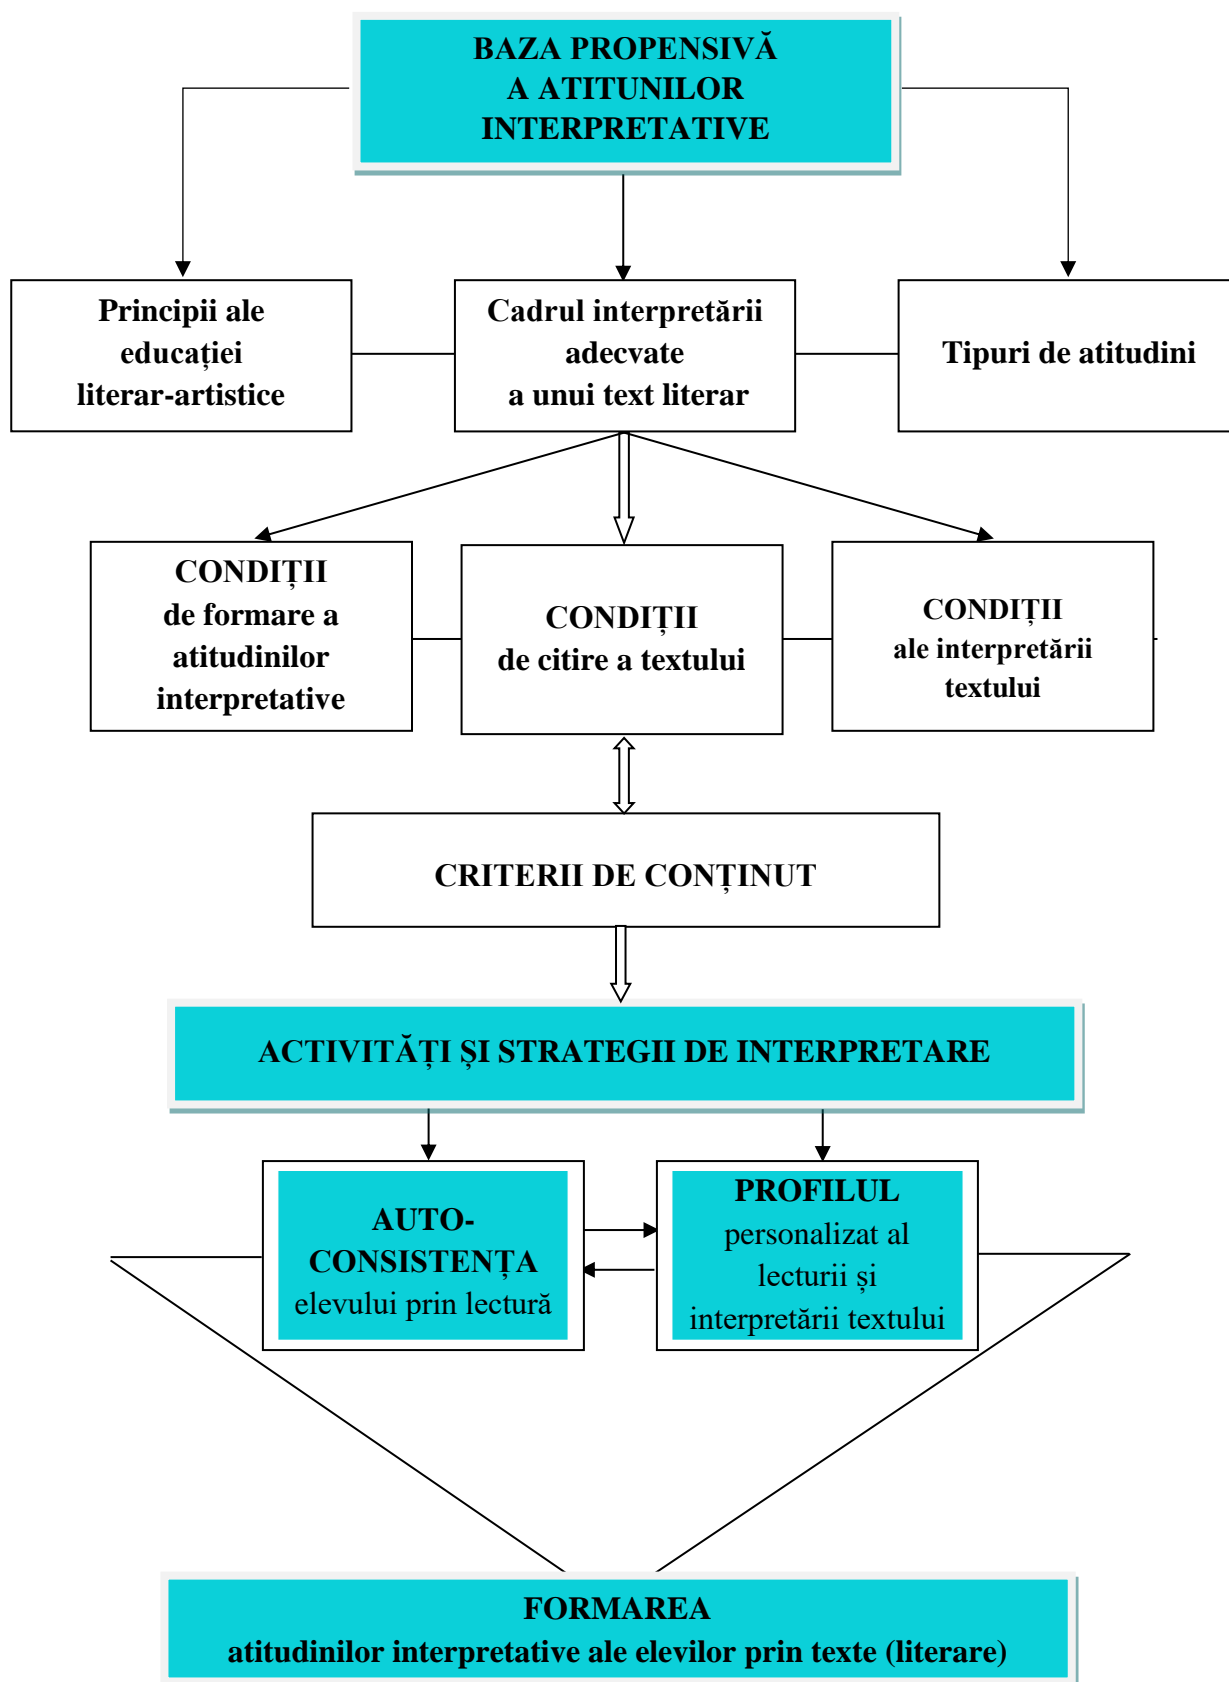 BAZA PROPENSIVĂ
A ATITUNILOR
INTERPRETATIVE
Principii ale
educației
literar-artistice
Cadrul interpretării
adecvate
a unui text literar
Tipuri de atitudini
CONDIȚII
de formare a
atitudinilor
interpretative
CONDIȚII
de citire a textului
CONDIȚII
ale interpretării
textului
CRITERII DE CONȚINUT
ACTIVITĂȚI ȘI STRATEGII DE INTERPRETARE
AUTO-
CONSISTENȚA
elevului prin lectură
PROFILUL
personalizat al
lecturii și
interpretării textului
FORMAREA
atitudinilor interpretative ale elevilor prin texte (literare)